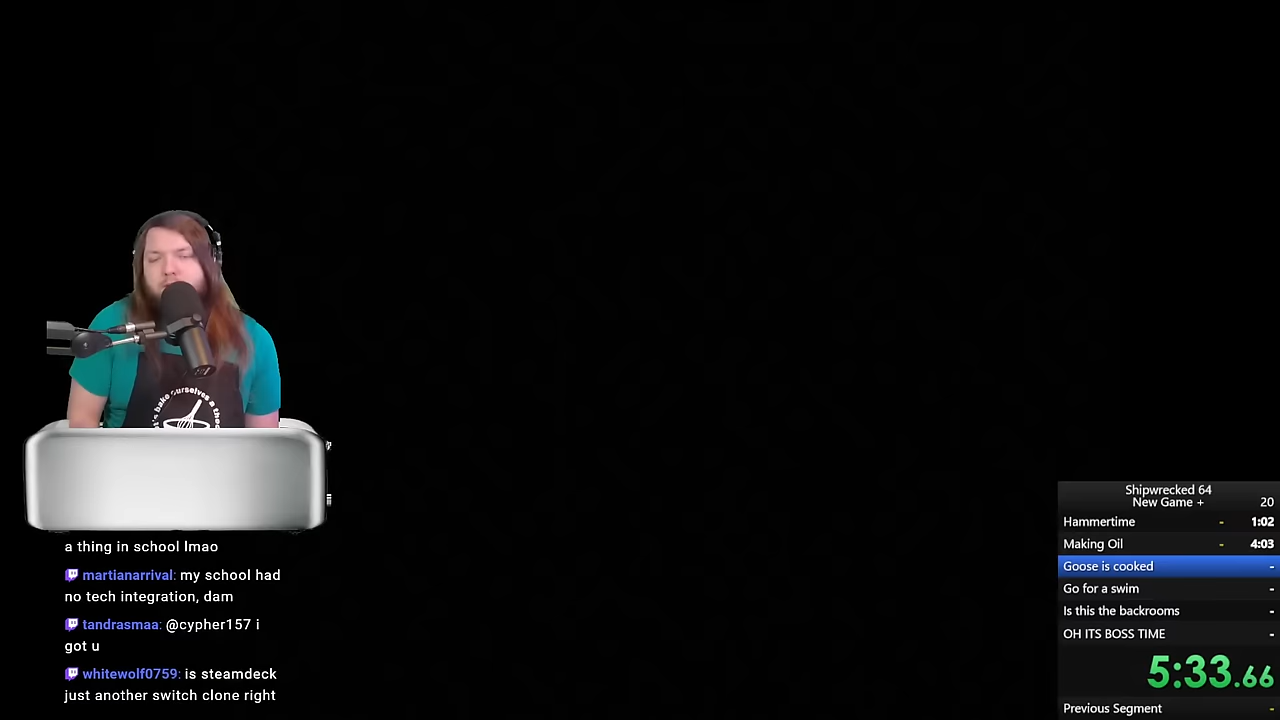 bake ourselves a
a thing in school lmao
martianarrival: my school had
no tech integration, dam
tandrasmaa: @cypher157 i
got u
whitewolf0759: is steamdeck
just another switch clone right
Shipwrecked 64
New Game + 20
Hammertime - 1:02
Making Oil - 4:03
Goose is cooked -
Go for a swim -
Is this the backrooms -
OH ITS BOSS TIME -
5:33.66
Previous Segment -